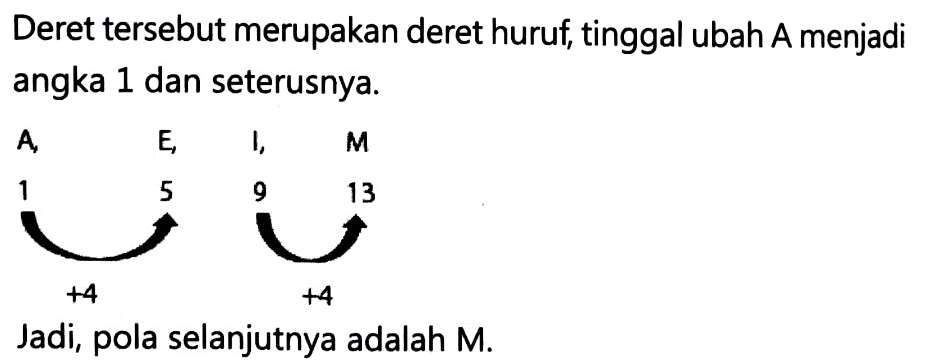 Deret tersebut merupakan deret huruf, tinggal ubah A menjadi
angka 1 dan seterusnya.
A, E, I, M
1 5 9 13
+4 +4
Jadi, pola selanjutnya adalah M.